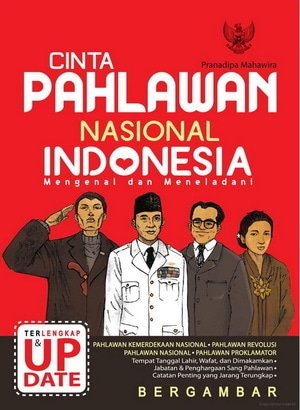 Pranadipa Mahawira
CINTA
PAHLAWAN
NASIONAL
INDONESIA
Mengenal dan Meneladani
TERLENGKAP
&
UP
DATE
PAHLAWAN KEMERDEKAAN NASIONAL • PAHLAWAN REVOLUSI
PAHLAWAN NASIONAL • PAHLAWAN PROKLAMATOR
Tempat Tanggal Lahir, Wafat, dan Dimakamkan •
Jabatan & Penghargaan Sang Pahlawan •
Catatan Penting yang Jarang Terungkap •
BERGAMBAR